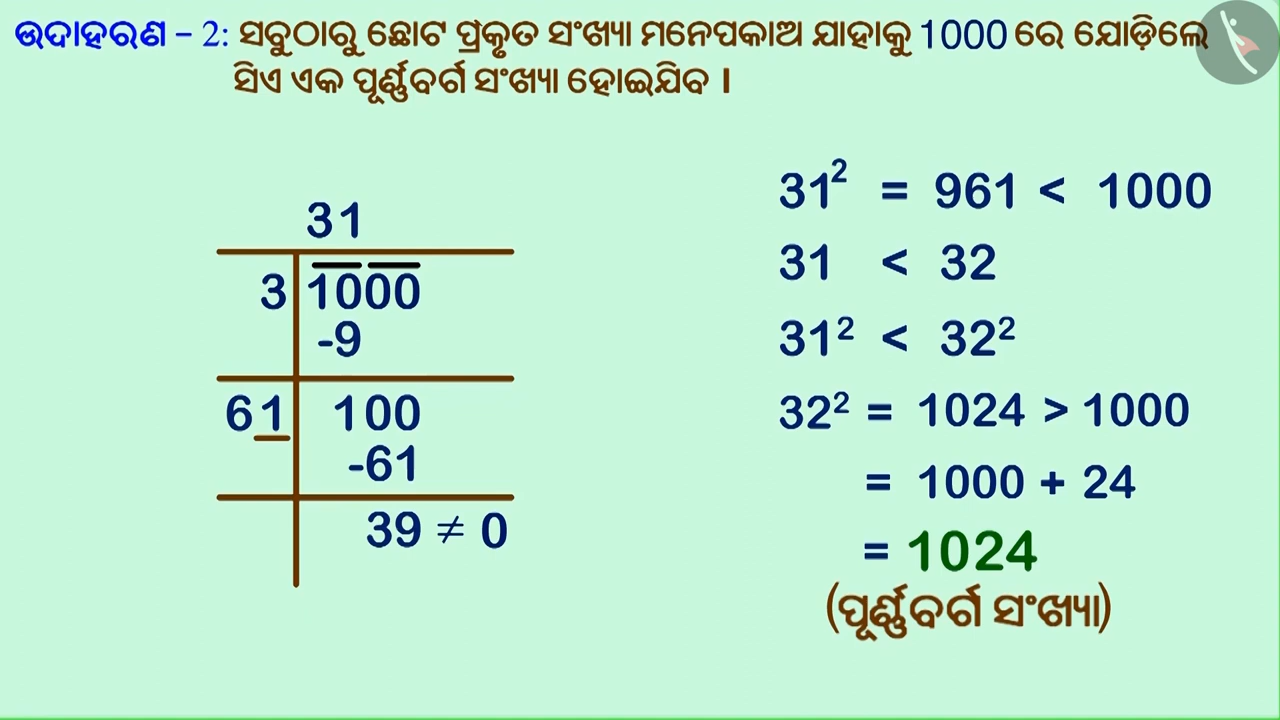 ଉଦାହରଣ – 2: ସବୁଠାରୁ ଛୋଟ ପ୍ରକୃତ ସଂଖ୍ୟା ମନେପକାଅ ଯାହାକୁ 1000 ରେ ଯୋଡ଼ିଲେ
ସିଏ ଏକ ପୂର୍ଣ୍ଣବର୍ଗ ସଂଖ୍ୟା ହୋଇଯିବ ।
31
3 1000
-9
61 100
-61
39 ≠ 0
31² = 961 < 1000
31 < 32
31² < 32²
32² = 1024 > 1000
= 1000 + 24
= 1024
(ପୂର୍ଣ୍ଣବର୍ଗ ସଂଖ୍ୟା)